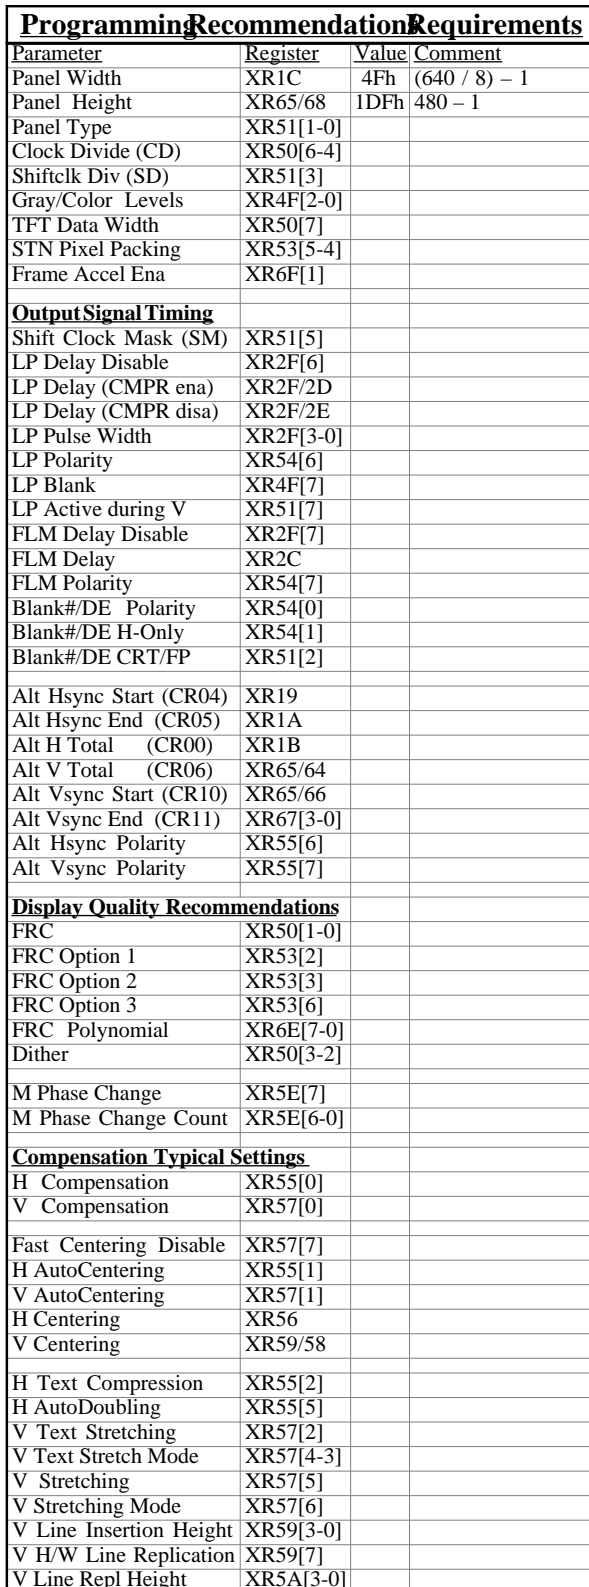 Programming Recommendations Requirements
Parameter Register Value Comment
Panel Width XR1C 4Fh (640 / 8) – 1
Panel Height XR65/68 1DFh 480 – 1
Panel Type XR51[1-0]
Clock Divide (CD) XR50[6-4]
Shiftclk Div (SD) XR51[3]
Gray/Color Levels XR4F[2-0]
TFT Data Width XR50[7]
STN Pixel Packing XR53[5-4]
Frame Accel Ena XR6F[1]
Output Signal Timing
Shift Clock Mask (SM) XR51[5]
LP Delay Disable XR2F[6]
LP Delay (CMPR ena) XR2F/2D
LP Delay (CMPR disa) XR2F/2E
LP Pulse Width XR2F[3-0]
LP Polarity XR54[6]
LP Blank XR4F[7]
LP Active during V XR51[7]
FLM Delay Disable XR2F[7]
FLM Delay XR2C
FLM Polarity XR54[7]
Blank#/DE Polarity XR54[0]
Blank#/DE H-Only XR54[1]
Blank#/DE CRT/FP XR51[2]
Alt Hsync Start (CR04) XR19
Alt Hsync End (CR05) XR1A
Alt H Total (CR00) XR1B
Alt V Total (CR06) XR65/64
Alt Vsync Start (CR10) XR65/66
Alt Vsync End (CR11) XR67[3-0]
Alt Hsync Polarity XR55[6]
Alt Vsync Polarity XR55[7]
Display Quality Recommendations
FRC XR50[1-0]
FRC Option 1 XR53[2]
FRC Option 2 XR53[3]
FRC Option 3 XR53[6]
FRC Polynomial XR6E[7-0]
Dither XR50[3-2]
M Phase Change XR5E[7]
M Phase Change Count XR5E[6-0]
Compensation Typical Settings
H Compensation XR55[0]
V Compensation XR57[0]
Fast Centering Disable XR57[7]
H AutoCentering XR55[1]
V AutoCentering XR57[1]
H Centering XR56
V Centering XR59/58
H Text Compression XR55[2]
H AutoDoubling XR55[5]
V Text Stretching XR57[2]
V Text Stretch Mode XR57[4-3]
V Stretching XR57[5]
V Stretching Mode XR57[6]
V Line Insertion Height XR59[3-0]
V H/W Line Replication XR59[7]
V Line Repl Height XR5A[3-0]